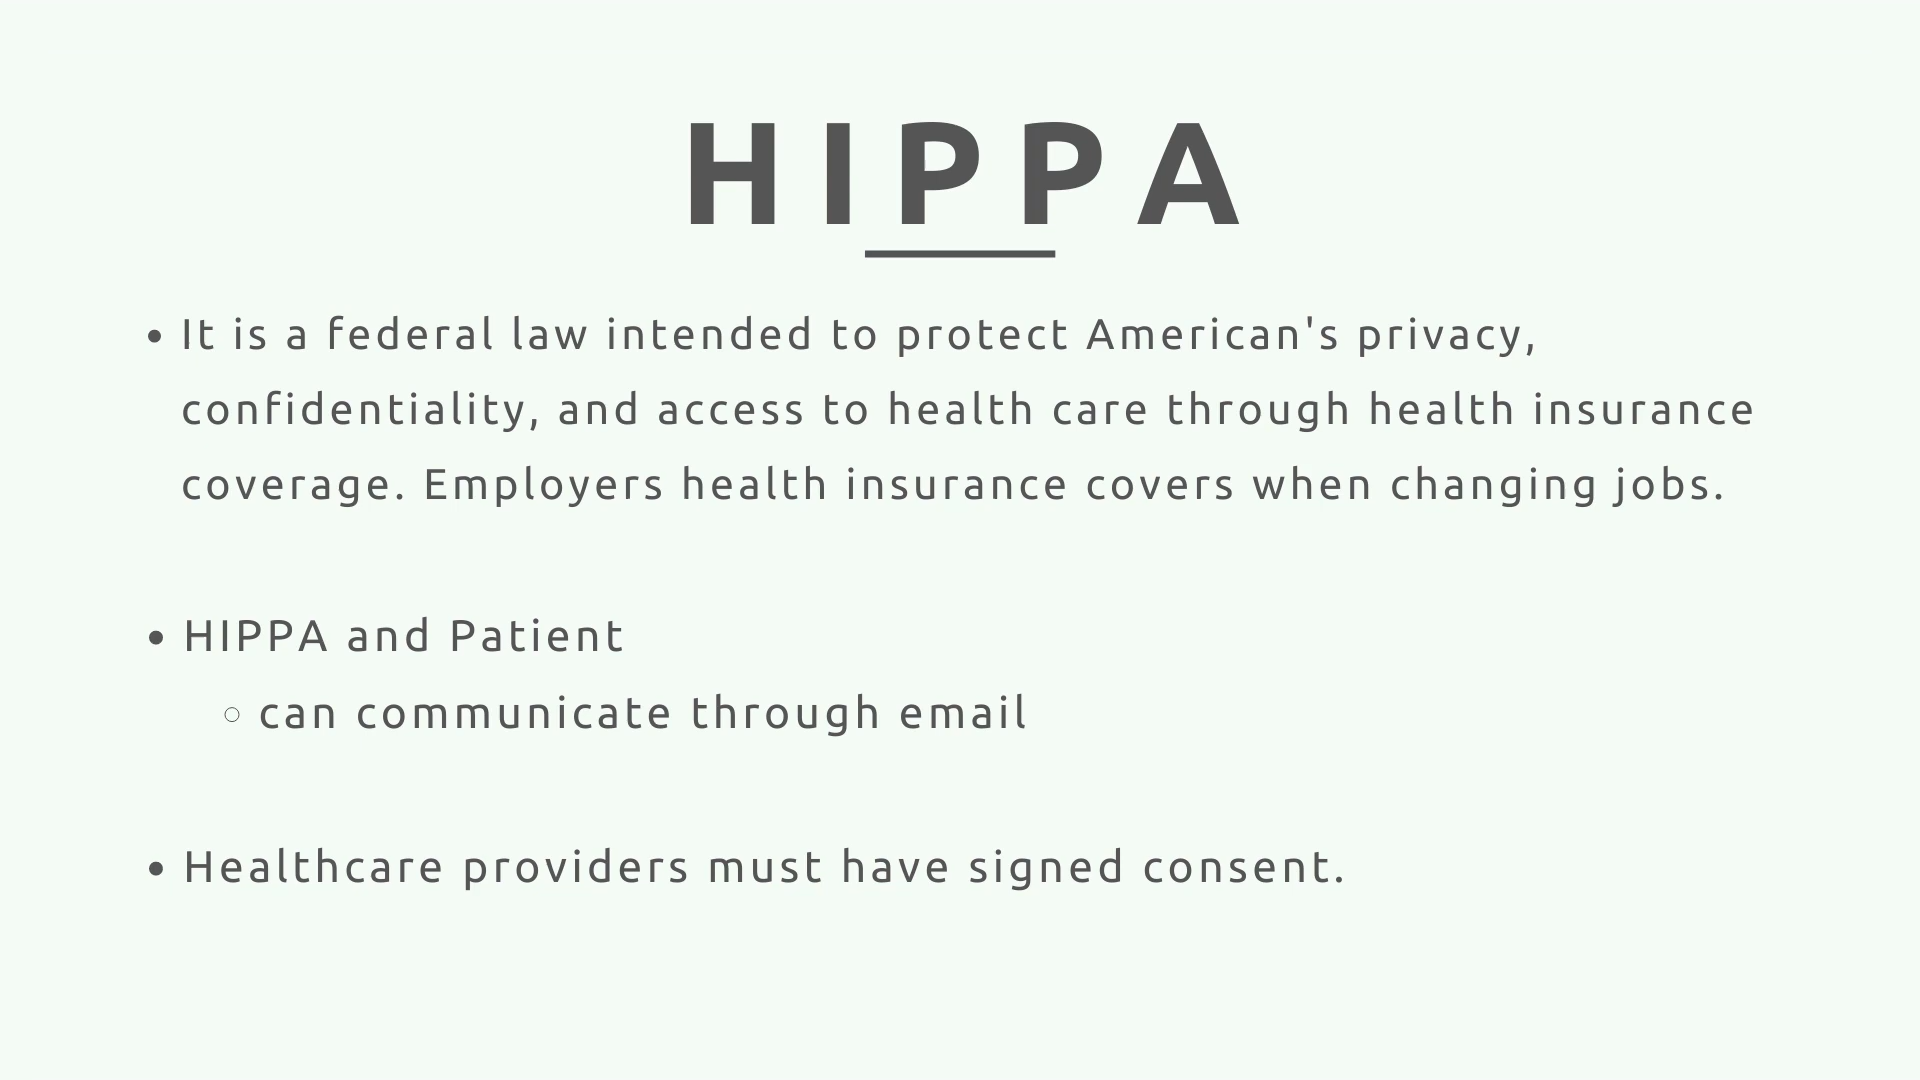 HIPPA
• It is a federal law intended to protect American's privacy,
confidentiality, and access to health care through health insurance
coverage. Employers health insurance covers when changing jobs.
• HIPPA and Patient
○ can communicate through email
• Healthcare providers must have signed consent.